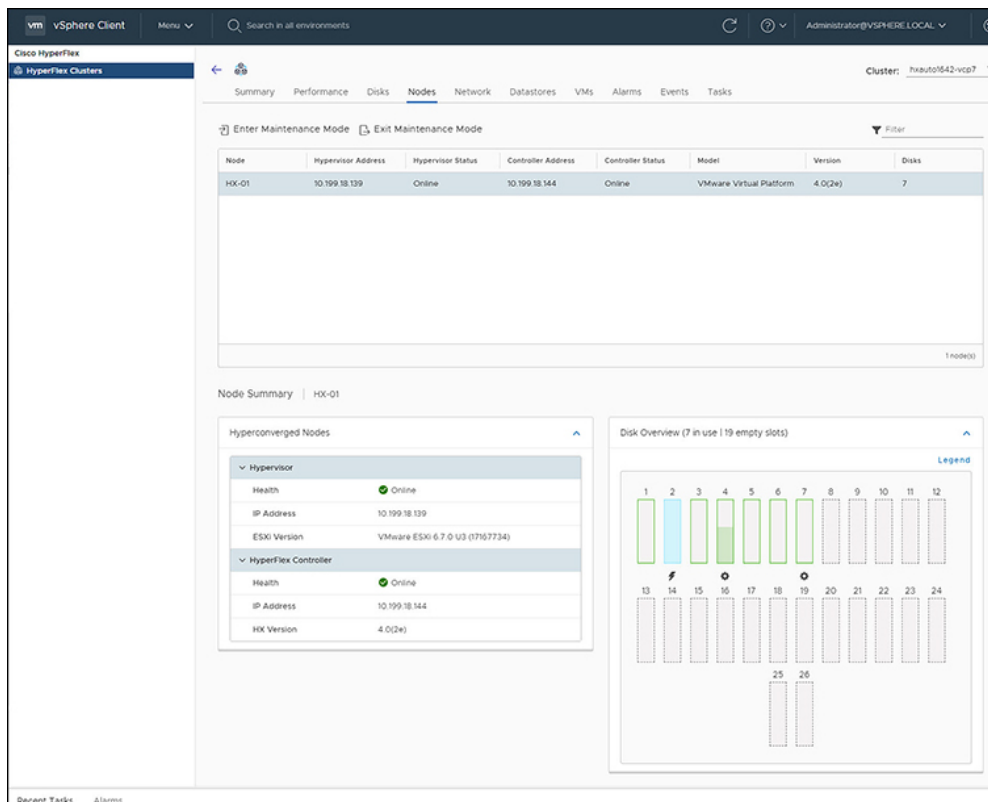 vm vSphere Client Menu Search in all environments Administrator@VSPHERE.LOCAL
Cisco HyperFlex
HyperFlex Clusters
Cluster: hxauto1642-vcp7
Summary Performance Disks Nodes Network Datastores VMs Alarms Events Tasks
Enter Maintenance Mode Exit Maintenance Mode Filter
Node Hypervisor Address Hypervisor Status Controller Address Controller Status Model Version Disks
HX-01 10.199.18.139 Online 10.199.18.144 Online VMware Virtual Platform 4.0(2e) 7
1 node(s)
Node Summary HX-01
Hyperconverged Nodes
Hypervisor
Health Online
IP Address 10.199.18.139
ESXi Version VMware ESXi 6.7.0 U3 (17167734)
HyperFlex Controller
Health Online
IP Address 10.199.18.144
HX Version 4.0(2e)
Disk Overview (7 in use | 19 empty slots)
Legend
1 2 3 4 5 6 7 8 9 10 11 12
13 14 15 16 17 18 19 20 21 22 23 24
25 26
Recent Tasks Alarms